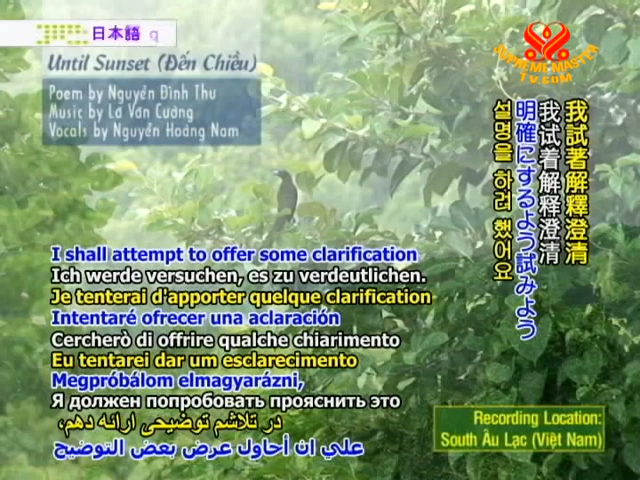 日本語
Until Sunset (Đến Chiều)
Poem by Nguyễn Đình Thu
Music by Lã Văn Cường
Vocals by Nguyễn Hoàng Nam
SUPREME MASTER
TV.COM
我試著解釋澄清
我试着解释澄清
明確にするよう試みよう
설명을 하려 했어요
I shall attempt to offer some clarification
Ich werde versuchen, es zu verdeutlichen.
Je tenterai d'apporter quelque clarification
Intentaré ofrecer una aclaración
Cercherò di offrire qualche chiarimento
Eu tentarei dar um esclarecimento
Megpróbálom elmagyarázni,
Я должен попробовать прояснить это
در تلاشم توضیحی ارائه دهم،
علي ان أحاول عرض بعض التوضيح
Recording Location:
South Âu Lạc (Việt Nam)